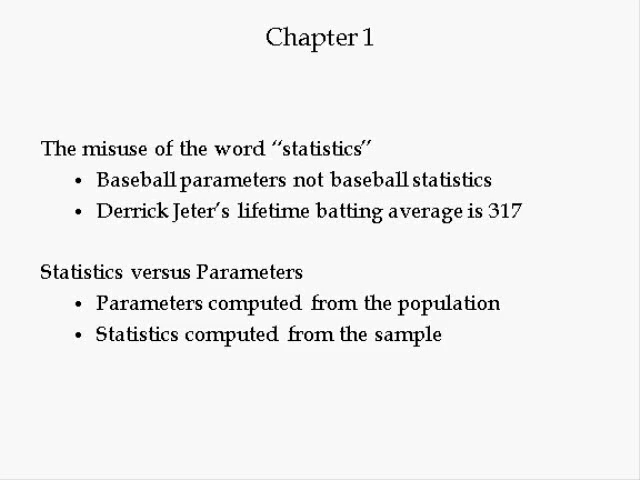 Chapter 1
The misuse of the word “statistics”
• Baseball parameters not baseball statistics
• Derrick Jeter’s lifetime batting average is 317
Statistics versus Parameters
• Parameters computed from the population
• Statistics computed from the sample